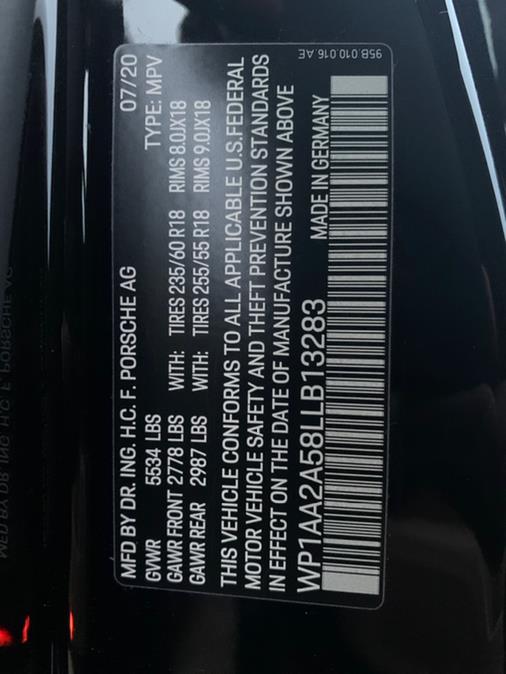 MFD BY DR. ING. H.C. F. PORSCHE AG 07/20
GVWR 5534 LBS TYPE: MPV
GAWR FRONT 2778 LBS WITH: TIRES 235/60 R18 RIMS 8.0JX18
GAWR REAR 2987 LBS WITH: TIRES 255/55 R18 RIMS 9.0JX18
THIS VEHICLE CONFORMS TO ALL APPLICABLE U.S.FEDERAL
MOTOR VEHICLE SAFETY AND THEFT PREVENTION STANDARDS
IN EFFECT ON THE DATE OF MANUFACTURE SHOWN ABOVE
WP1AA2A58LLB13283 MADE IN GERMANY
95B.010.016.AE